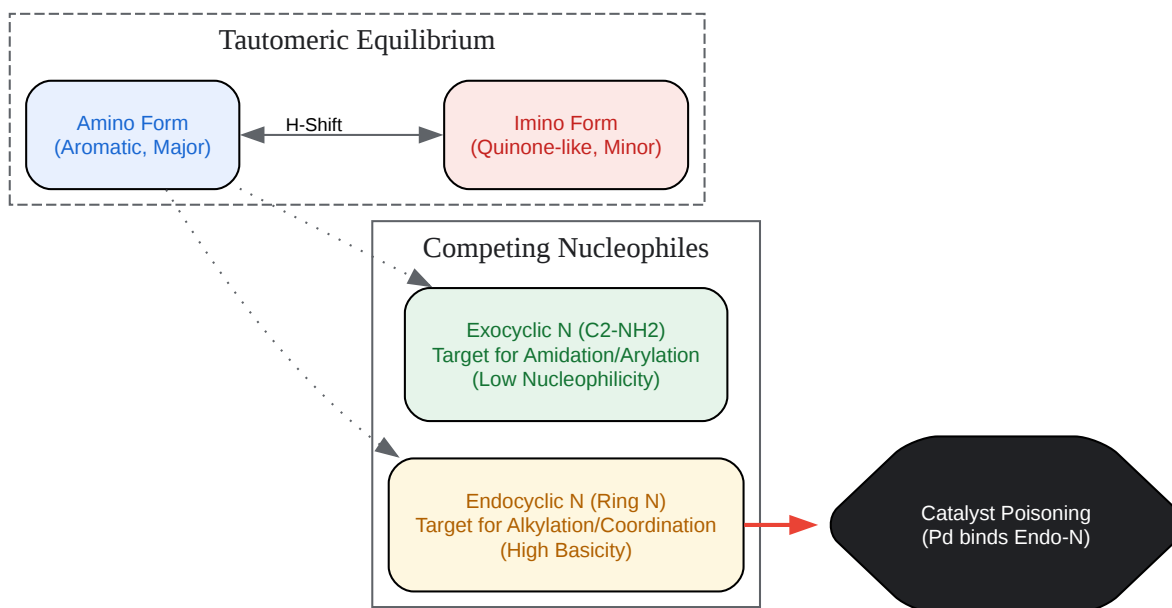 Tautomeric Equilibrium
Amino Form
(Aromatic, Major)
H-Shift
Imino Form
(Quinone-like, Minor)
Competing Nucleophiles
Exocyclic N (C2-NH2)
Target for Amidation/Arylation
(Low Nucleophilicity)
Endocyclic N (Ring N)
Target for Alkylation/Coordination
(High Basicity)
Catalyst Poisoning
(Pd binds Endo-N)